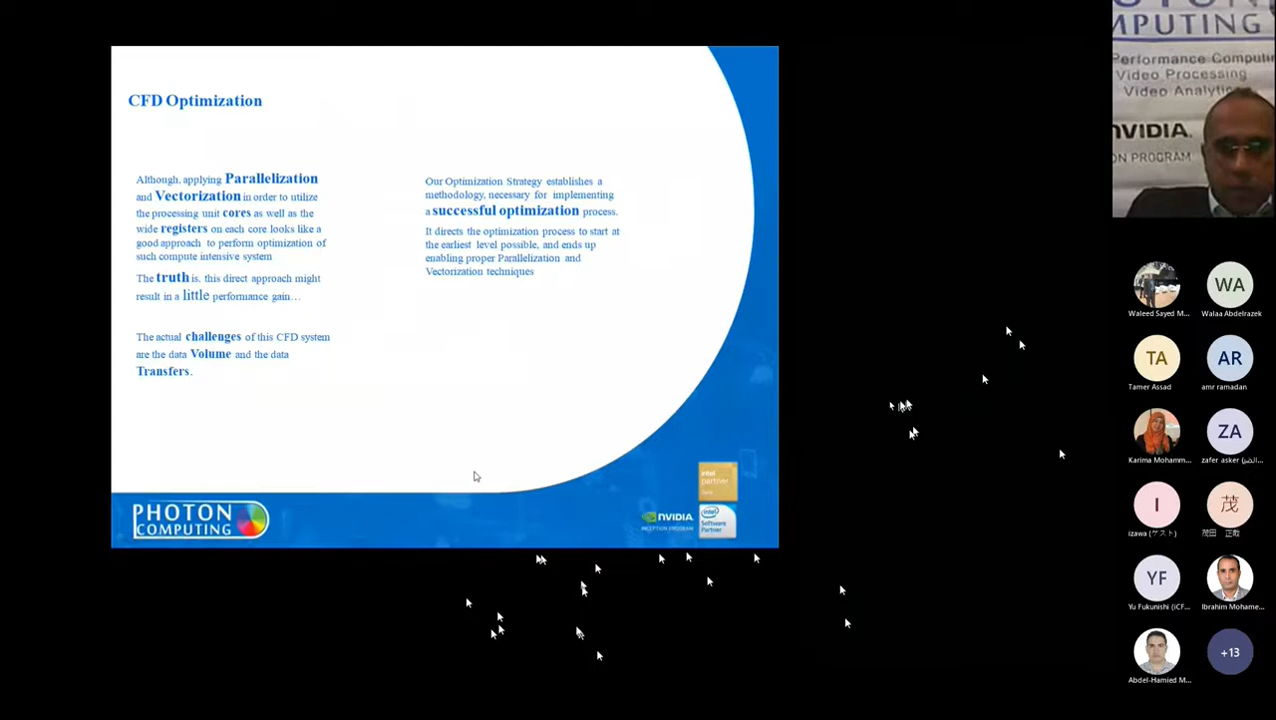 CFD Optimization
Although, applying Parallelization
and Vectorization in order to utilize
the processing unit cores as well as the
wide registers on each core looks like a
good approach to perform optimization of
such compute intensive system
The truth is, this direct approach might
result in a little performance gain…
The actual challenges of this CFD system
are the data Volume and the data
Transfers.
Our Optimization Strategy establishes a
methodology, necessary for implementing
a successful optimization process.
It directs the optimization process to start at
the earliest level possible, and ends up
enabling proper Parallelization and
Vectorization techniques
PHOTON
COMPUTING
NVIDIA
INCEPTION PROGRAM
intel
partner
intel
Software
Partner
MPUTING
Performance Computin
Video Processing
Video Analytic
NVIDIA.
ON PROGRAM
Waleed Sayed M...
WA
Walaa Abdelrazek
TA
Tamer Assad
AR
amr ramadan
Karima Mohamm...
ZA
zafer asker
I
izawa (ゲスト)
茂
茂田 正哉
YF
Yu Fukunishi (iCF...
Ibrahim Mohame...
Abdel-Hamied M...
+13